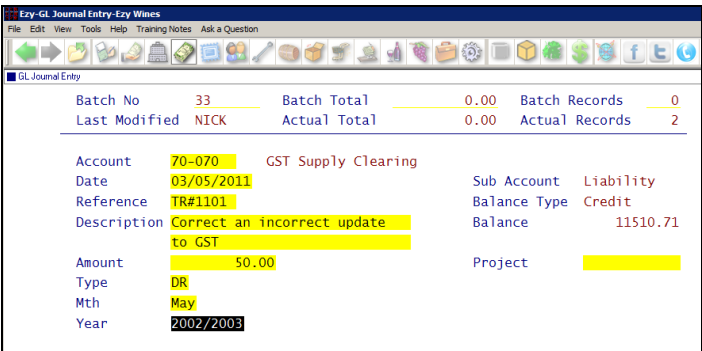 Ezy-GL Journal Entry-Ezy Wines
File Edit View Tools Help Training Notes Ask a Question
GL Journal Entry
Batch No 33 Batch Total 0.00 Batch Records 0
Last Modified NICK Actual Total 0.00 Actual Records 2
Account 70-070 GST Supply Clearing
Date 03/05/2011 Sub Account Liability
Reference TR#1101 Balance Type Credit
Description Correct an incorrect update Balance 11510.71
to GST
Amount 50.00 Project
Type DR
Mth May
Year 2002/2003